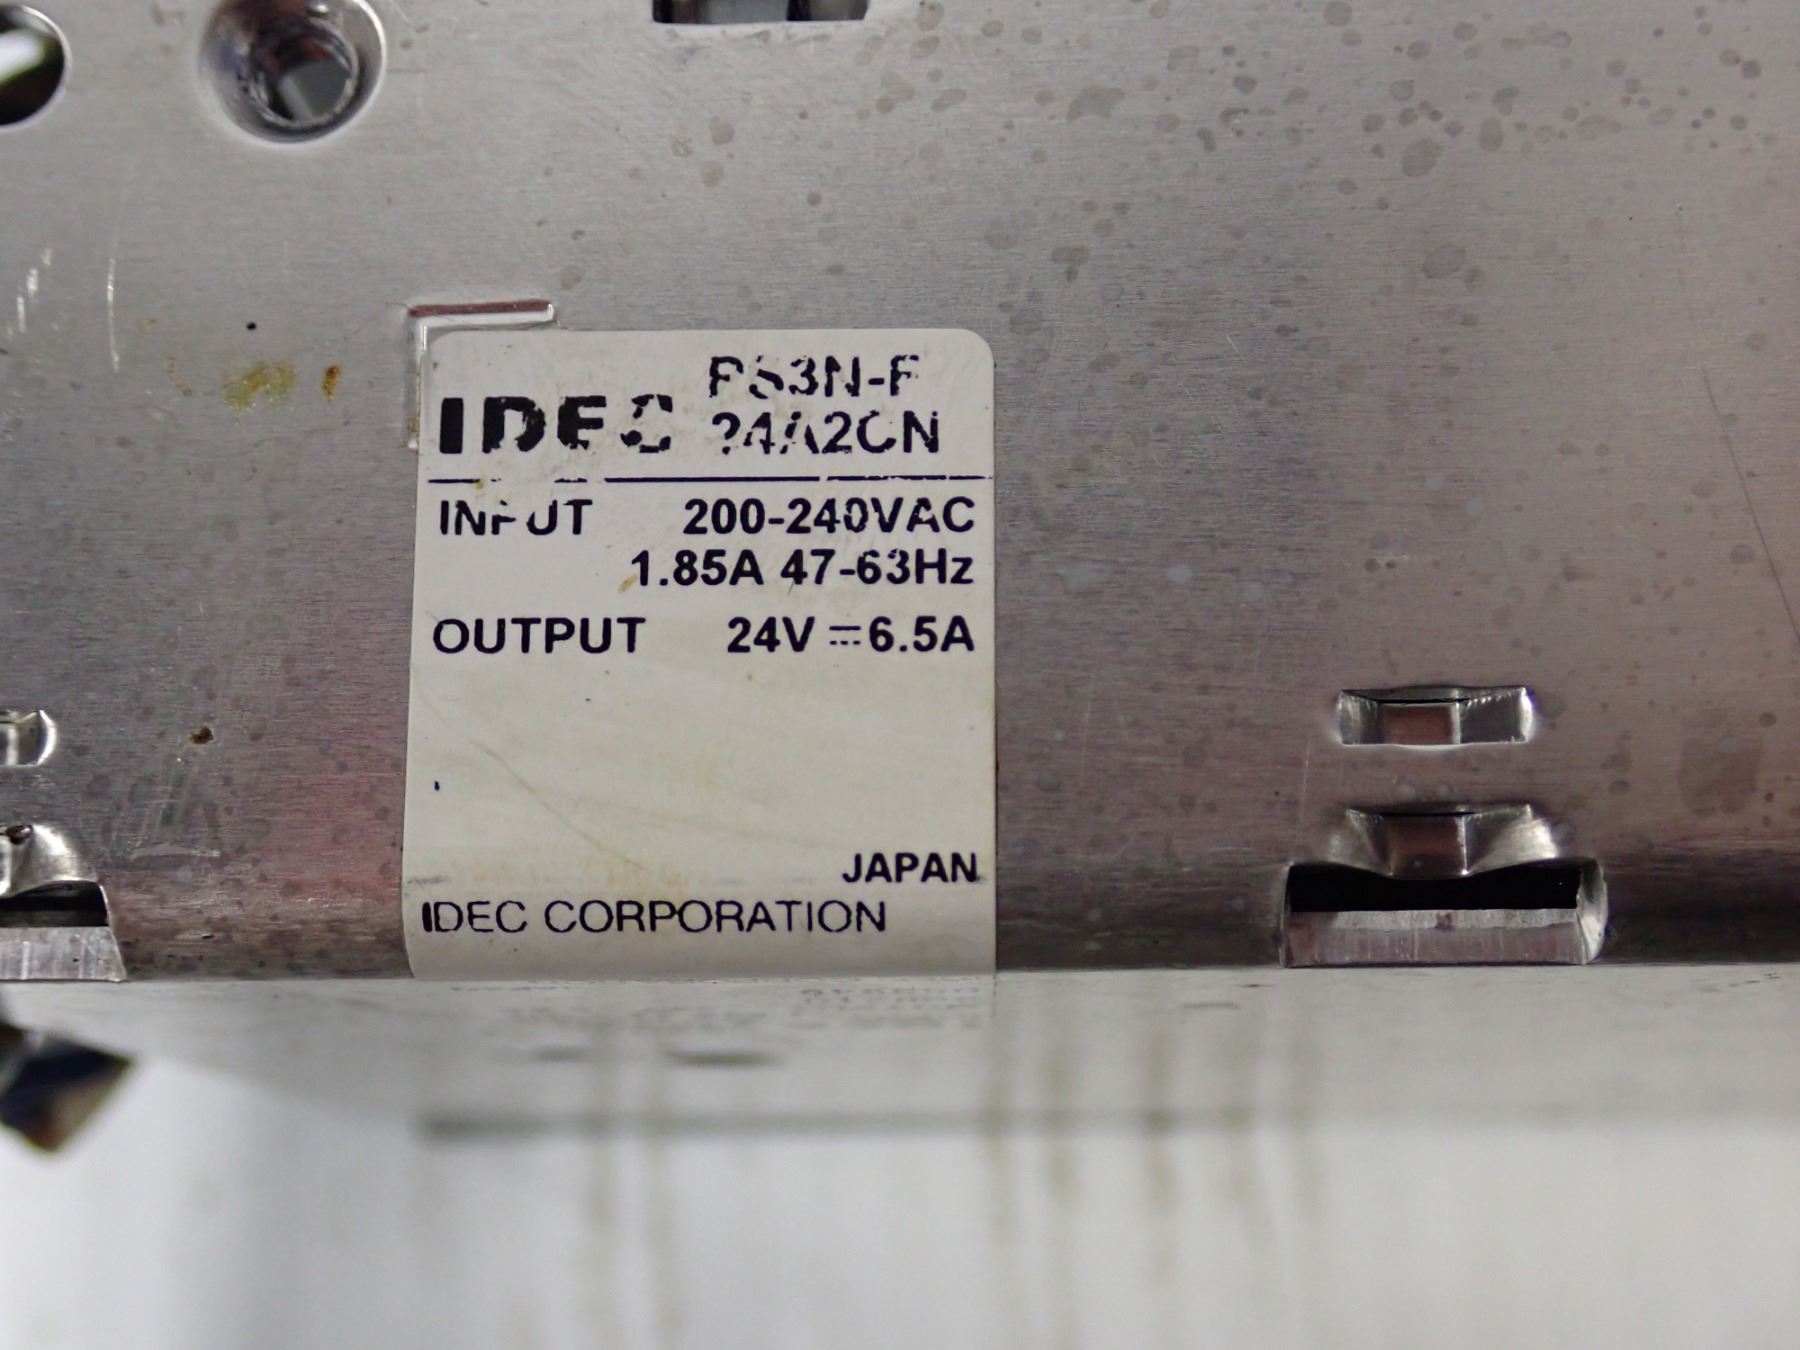 IDEC PS3N-F
24A2CN
INPUT 200-240VAC
1.85A 47-63Hz
OUTPUT 24V ⎓ 6.5A
JAPAN
IDEC CORPORATION